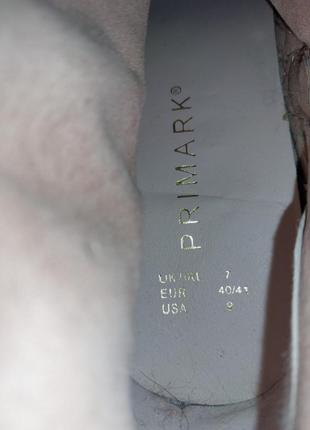 PRIMARK®
UK/IRL 7
EUR 40/41
USA 9